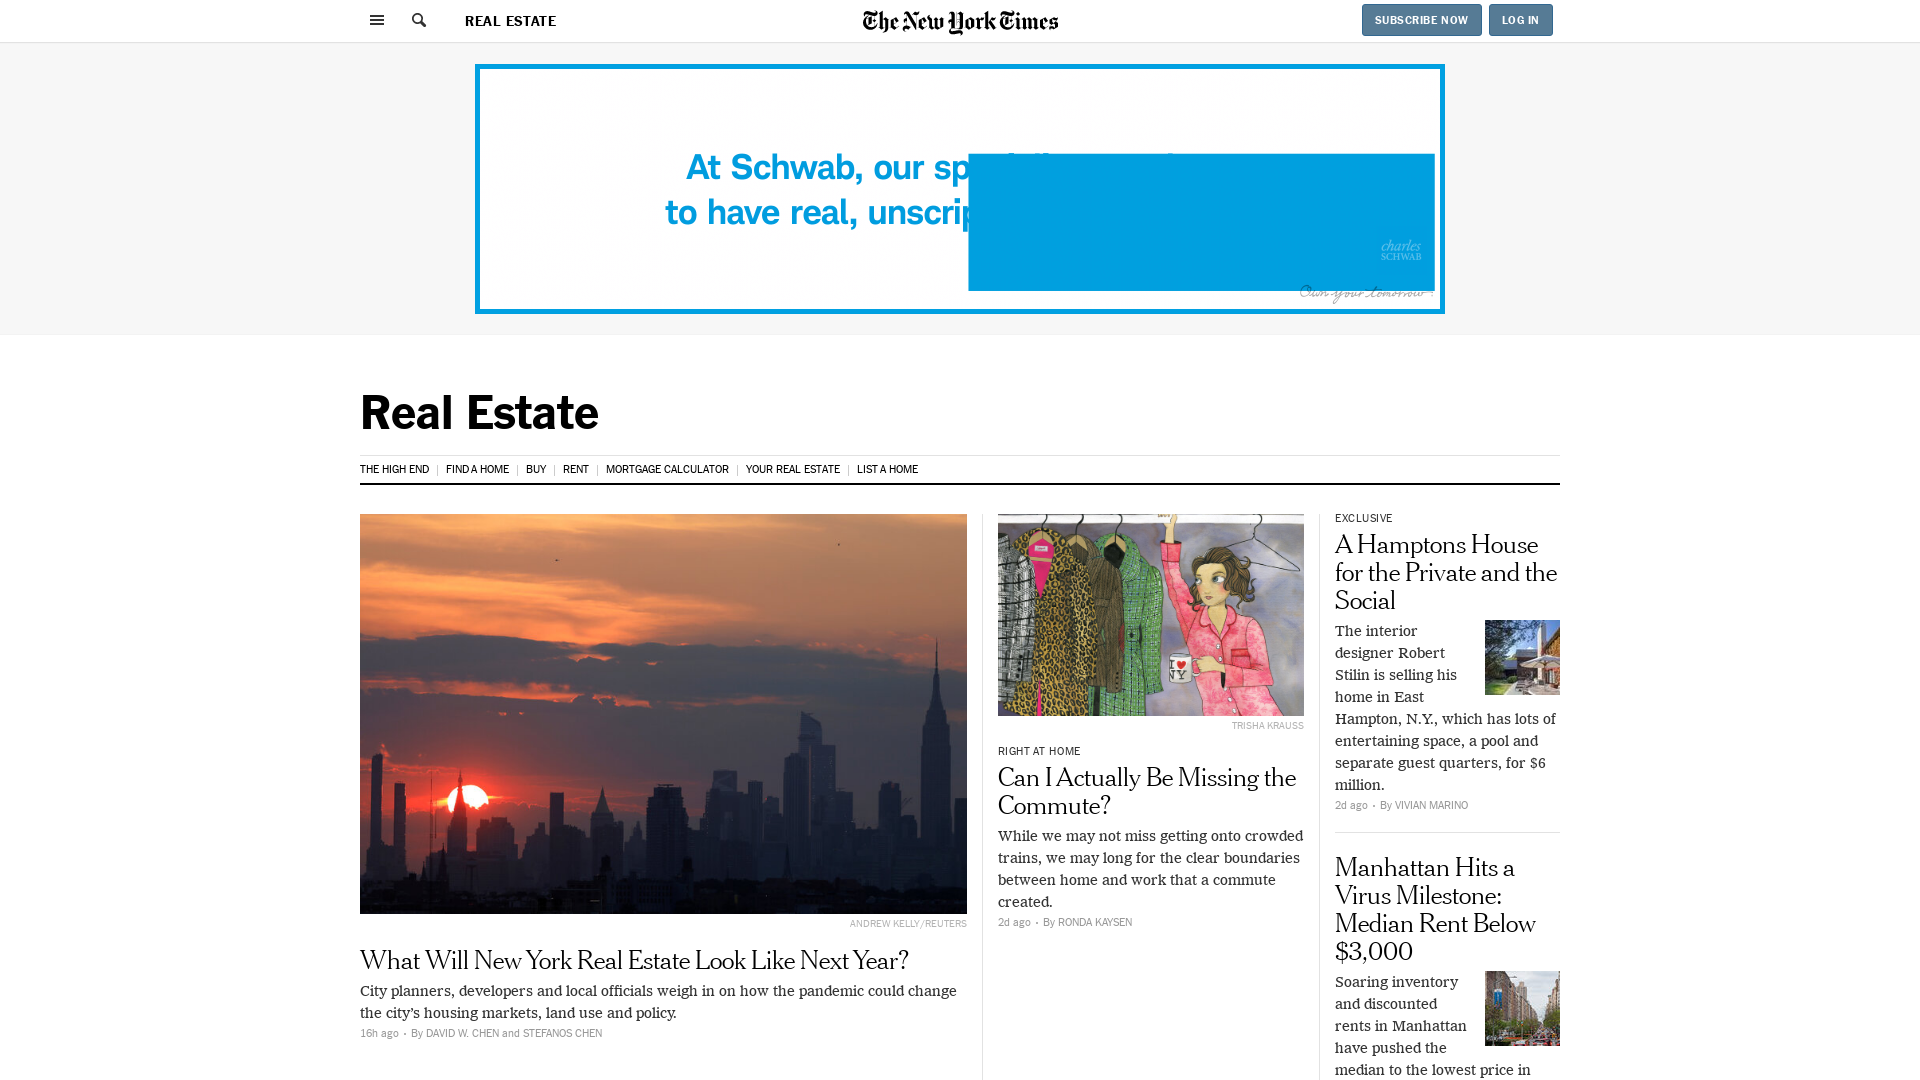 REAL ESTATE
The New York Times
SUBSCRIBE NOW
LOG IN
At Schwab, our
to have real,
charles
SCHWAB
Own your tomorrow
Real Estate
THE HIGH END
FIND A HOME
BUY
RENT
MORTGAGE CALCULATOR
YOUR REAL ESTATE
LIST A HOME
ANDREW KELLY/REUTERS
What Will New York Real Estate Look Like Next Year?
City planners, developers and local officials weigh in on how the pandemic could change
the city’s housing markets, land use and policy.
16h ago • By DAVID W. CHEN and STEFANOS CHEN
I ♥
NY
TRISHA KRAUSS
RIGHT AT HOME
Can I Actually Be Missing the
Commute?
While we may not miss getting onto crowded
trains, we may long for the clear boundaries
between home and work that a commute
created.
2d ago • By RONDA KAYSEN
EXCLUSIVE
A Hamptons House
for the Private and the
Social
The interior
designer Robert
Stilin is selling his
home in East
Hampton, N.Y., which has lots of
entertaining space, a pool and
separate guest quarters, for $6
million.
2d ago • By VIVIAN MARINO
Manhattan Hits a
Virus Milestone:
Median Rent Below
$3,000
Soaring inventory
and discounted
rents in Manhattan
have pushed the
median to the lowest price in